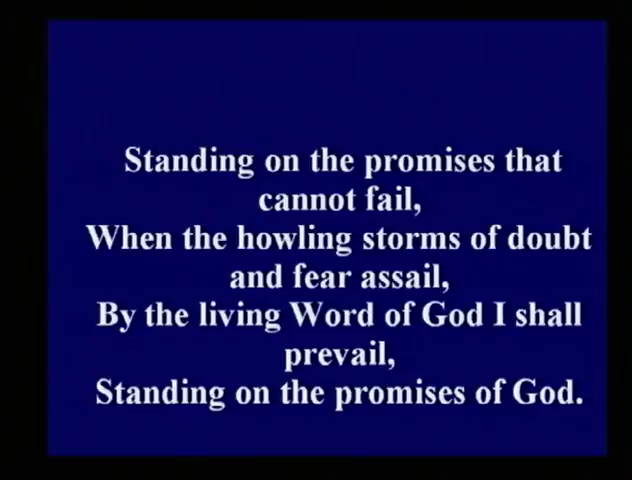 Standing on the promises that
cannot fail,
When the howling storms of doubt
and fear assail,
By the living Word of God I shall
prevail,
Standing on the promises of God.